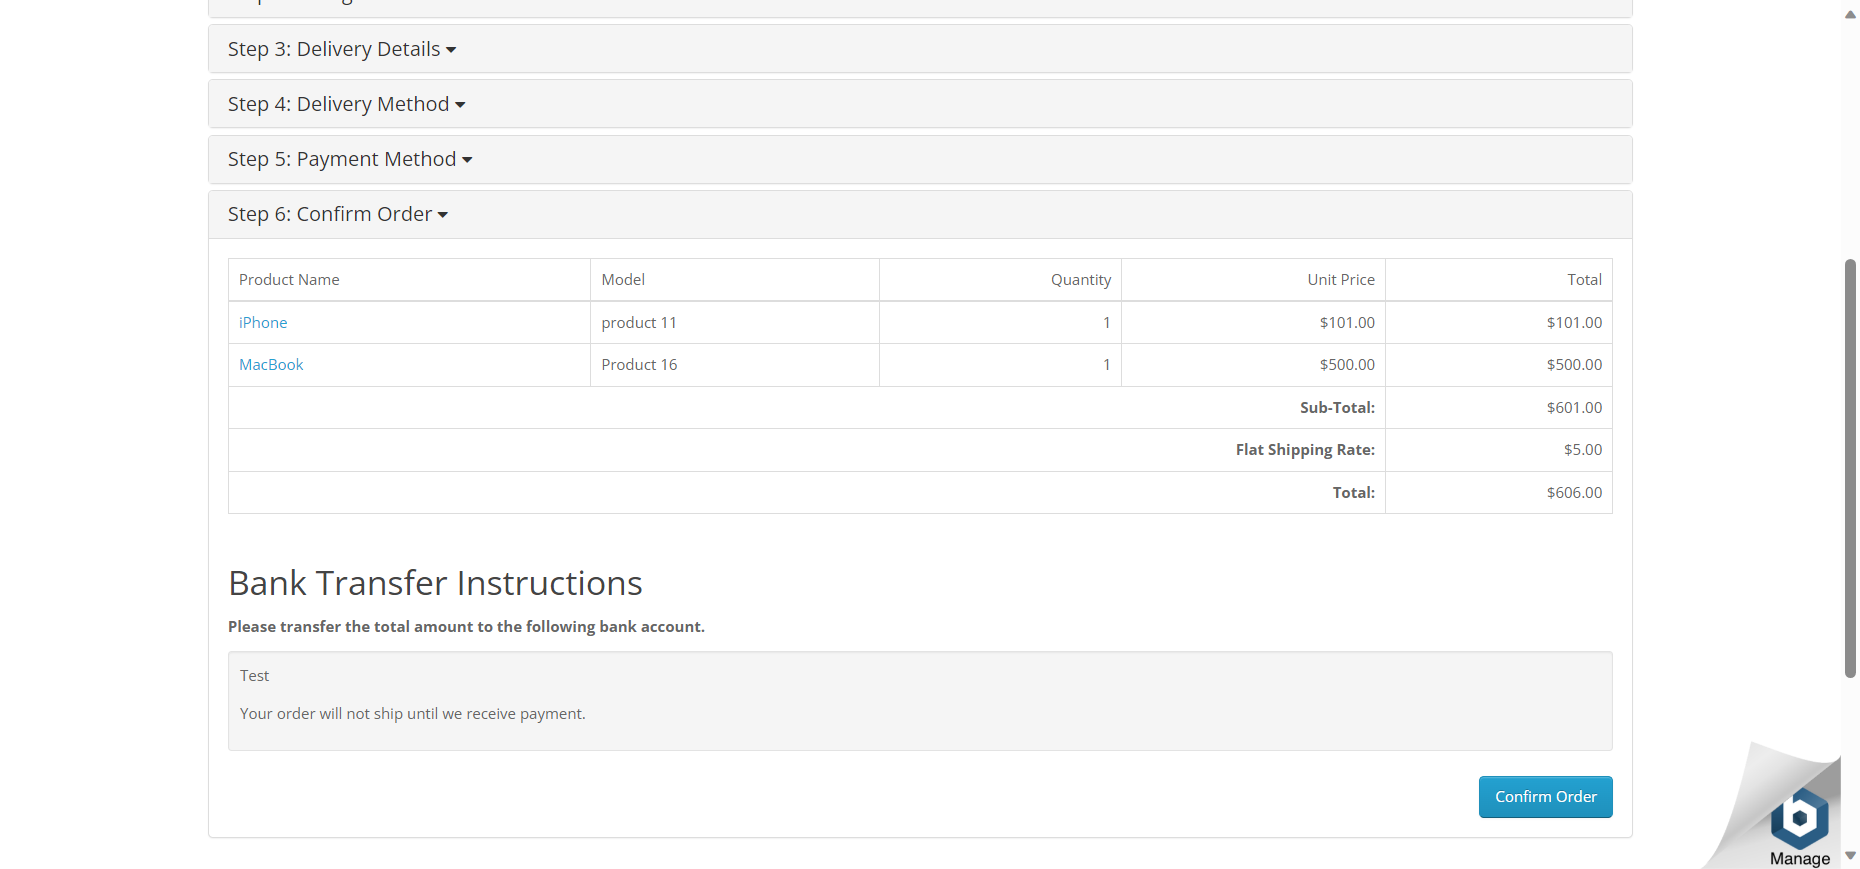 Step 3: Delivery Details
Step 4: Delivery Method
Step 5: Payment Method
Step 6: Confirm Order
Product Name Model Quantity Unit Price Total
iPhone product 11 1 $101.00 $101.00
MacBook Product 16 1 $500.00 $500.00
Sub-Total: $601.00
Flat Shipping Rate: $5.00
Total: $606.00
Bank Transfer Instructions
Please transfer the total amount to the following bank account.
Test
Your order will not ship until we receive payment.
Confirm Order
Manage